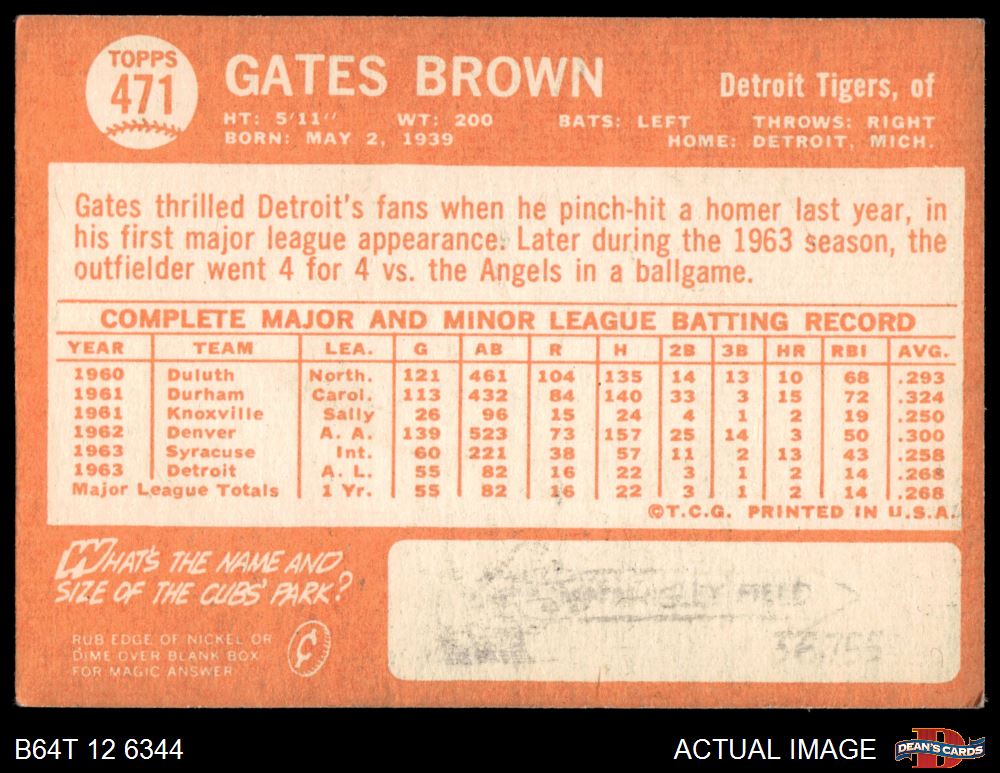 TOPPS
471
GATES BROWN
Detroit Tigers, of
HT: 5'11" WT: 200 BATS: LEFT THROWS: RIGHT
BORN: MAY 2, 1939 HOME: DETROIT, MICH.
Gates thrilled Detroit's fans when he pinch-hit a homer last year, in
his first major league appearance. Later during the 1963 season, the
outfielder went 4 for 4 vs. the Angels in a ballgame.
COMPLETE MAJOR AND MINOR LEAGUE BATTING RECORD
YEAR TEAM LEA. G AB R H 2B 3B HR RBI AVG.
1960 Duluth North. 121 461 104 135 14 13 10 68 .293
1961 Durham Carol. 113 432 84 140 33 3 15 72 .324
1961 Knoxville Sally 26 96 15 24 4 1 2 19 .250
1962 Denver A. A. 139 523 73 157 25 14 3 50 .300
1963 Syracuse Int. 60 221 38 57 11 2 13 43 .258
1963 Detroit A. L. 55 82 16 22 3 1 2 14 .268
Major League Totals 1 Yr. 55 82 16 22 3 1 2 14 .268
©T.C.G. PRINTED IN U.S.A.
WHAT'S THE NAME AND
SIZE OF THE CUBS' PARK?
RUB EDGE OF NICKEL OR
DIME OVER BLANK BOX
FOR MAGIC ANSWER
FIELD
B64T 12 6344
ACTUAL IMAGE
DEAN'S CARDS